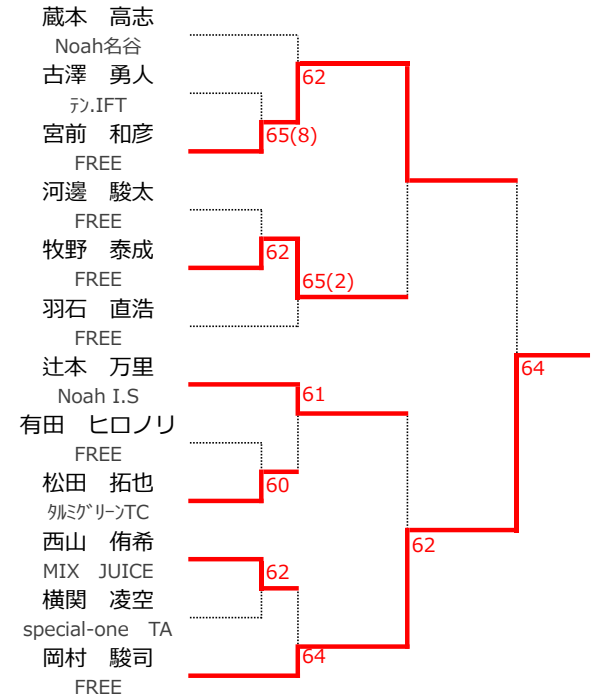 蔵本　高志
Noah名谷
62
古澤　勇人
ﾃﾝ.IFT
宮前　和彦
65(8)
FREE
河邊　駿太
FREE
牧野　泰成
62
FREE
65(2)
羽石　直浩
FREE
辻本　万里
64
Noah I.S
61
有田　ヒロノリ
FREE
松田　拓也
60
ﾀﾙﾐｸﾞﾘｰﾝTC
西山　侑希
62
MIX　JUICE
62
横関　凌空
special-one　TA
岡村　駿司
64
FREE